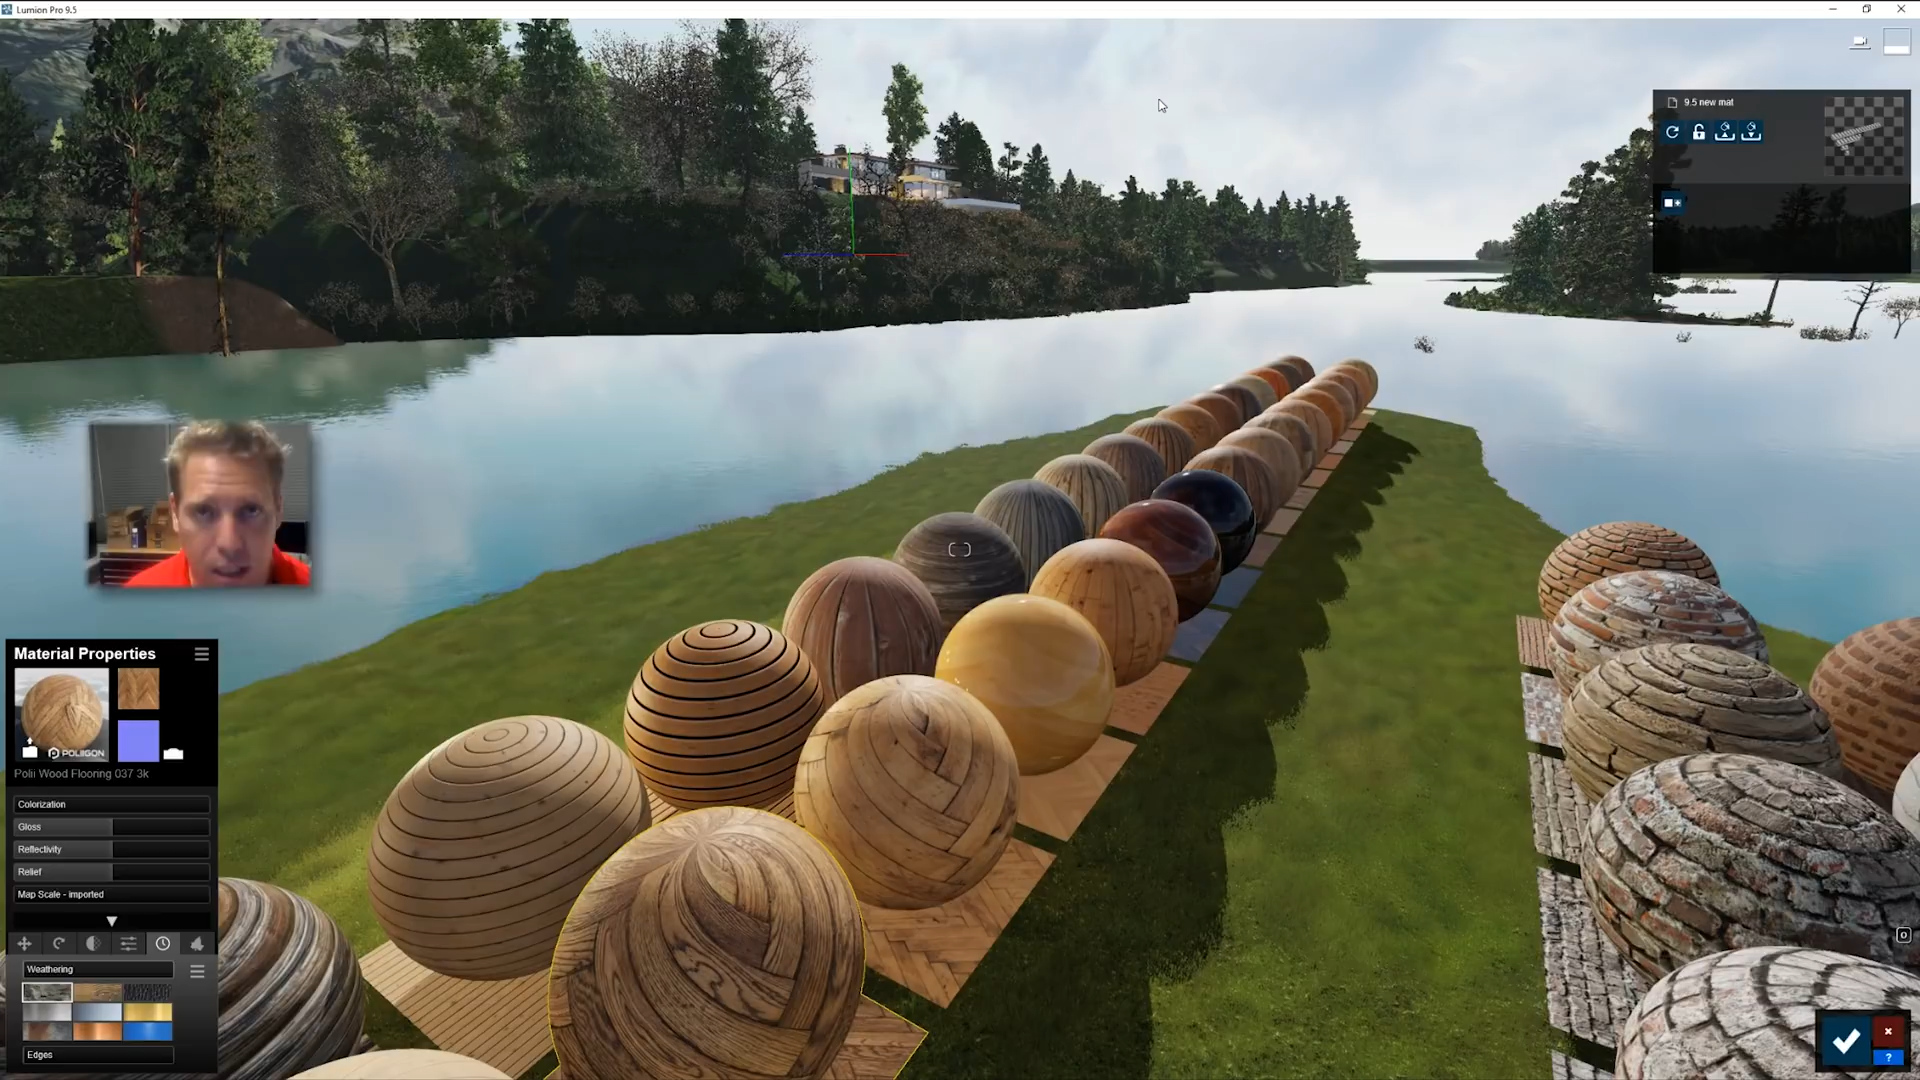 Lumion Pro 9.5
9.5 new mat
Material Properties
POLIIGON
Polii Wood Flooring 037 3k
Colorization
Gloss
Reflectivity
Relief
Map Scale - imported
Weathering
Edges
?